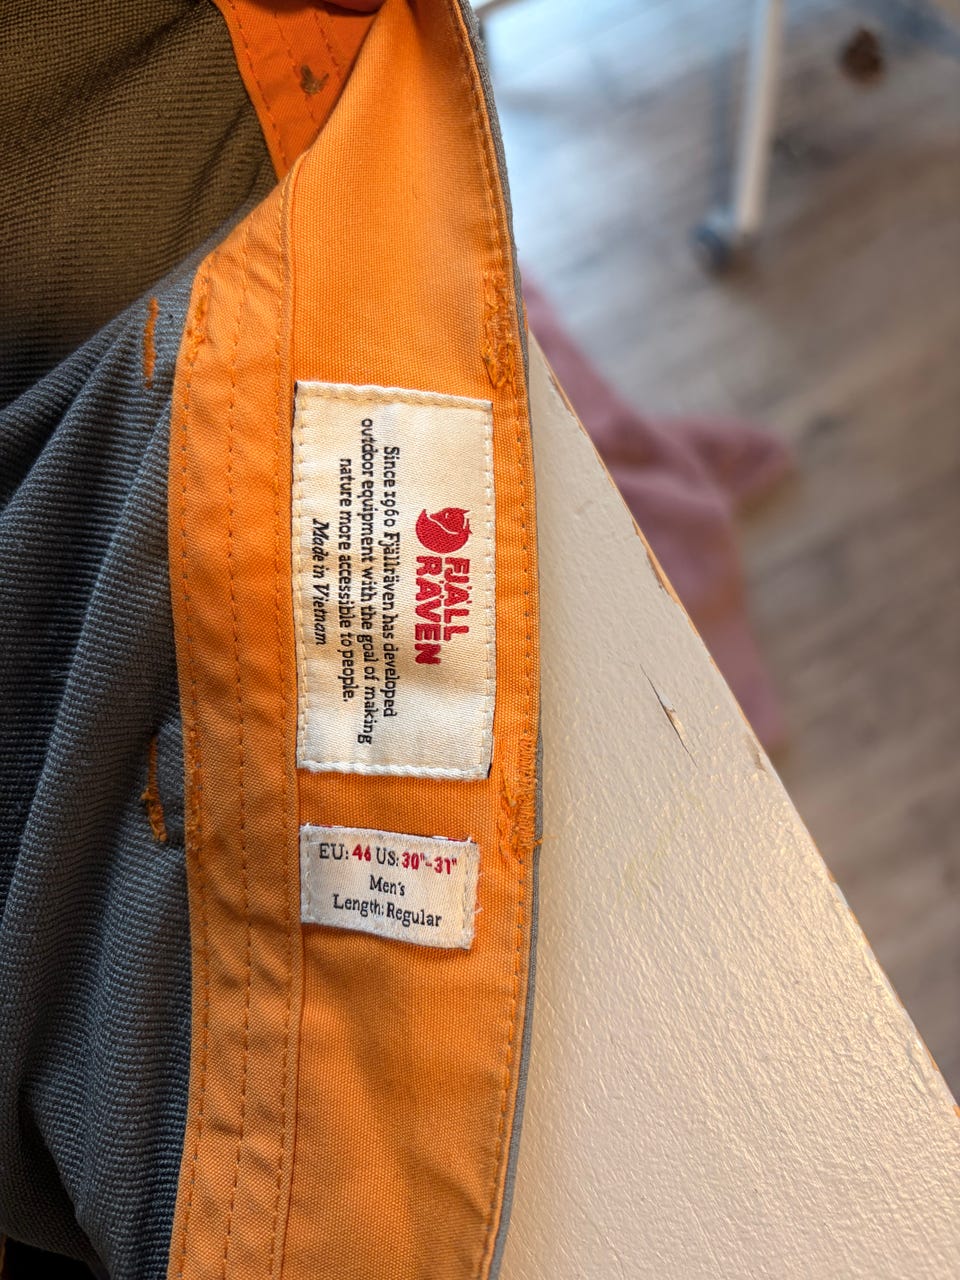 FJÄLL
RÄVEN
Since 1960 Fjällräven has developed
outdoor equipment with the goal of making
nature more accessible to people.
Made in Vietnam
EU: 46 US: 30"-31"
Men's
Length: Regular